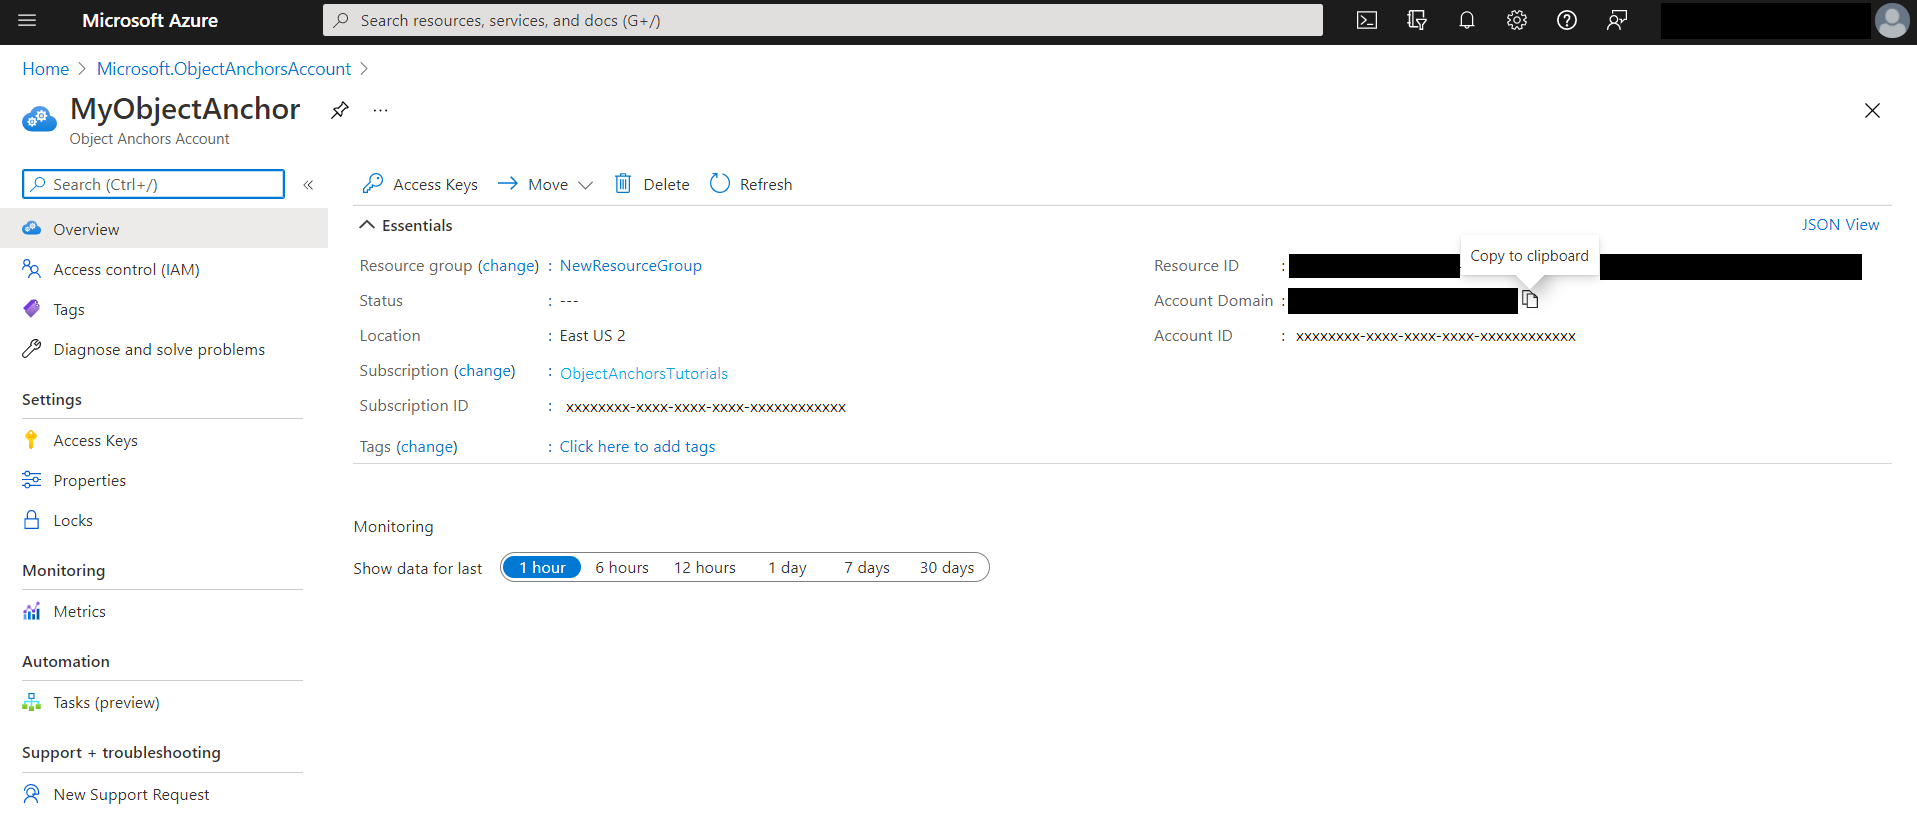 Microsoft Azure
Search resources, services, and docs (G+/)
Home > Microsoft.ObjectAnchorsAccount >
MyObjectAnchor
Object Anchors Account
Search (Ctrl+/)
«
Overview
Access control (IAM)
Tags
Diagnose and solve problems
Settings
Access Keys
Properties
Locks
Monitoring
Metrics
Automation
Tasks (preview)
Support + troubleshooting
New Support Request
Access Keys Move Delete Refresh
Essentials
JSON View
Resource group (change) : NewResourceGroup
Status : ---
Location : East US 2
Subscription (change) : ObjectAnchorsTutorials
Subscription ID : xxxxxxxx-xxxx-xxxx-xxxx-xxxxxxxxxxxx
Tags (change) : Click here to add tags
Resource ID :
Copy to clipboard
Account Domain :
Account ID : xxxxxxxx-xxxx-xxxx-xxxx-xxxxxxxxxxxx
Monitoring
Show data for last 1 hour 6 hours 12 hours 1 day 7 days 30 days